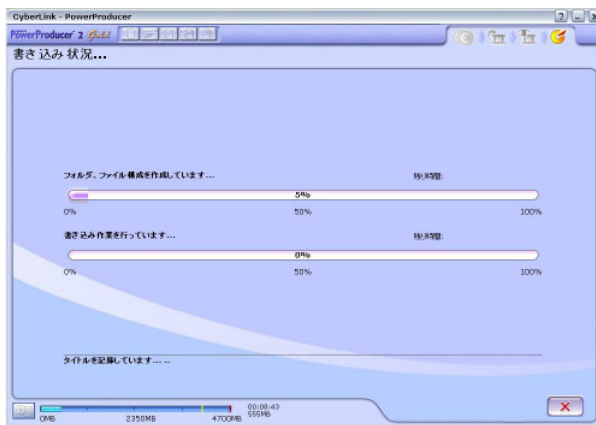 CyberLink - PowerProducer
PowerProducer 2 Gold
書き込み状況...
フォルダ、ファイル構成を作成しています... 残り時間:
5%
0% 50% 100%
書き込み作業を行っています... 残り時間:
0%
0% 50% 100%
タイトルを記録しています.... ..
00:08:43
555MB
0MB 2350MB 4700MB